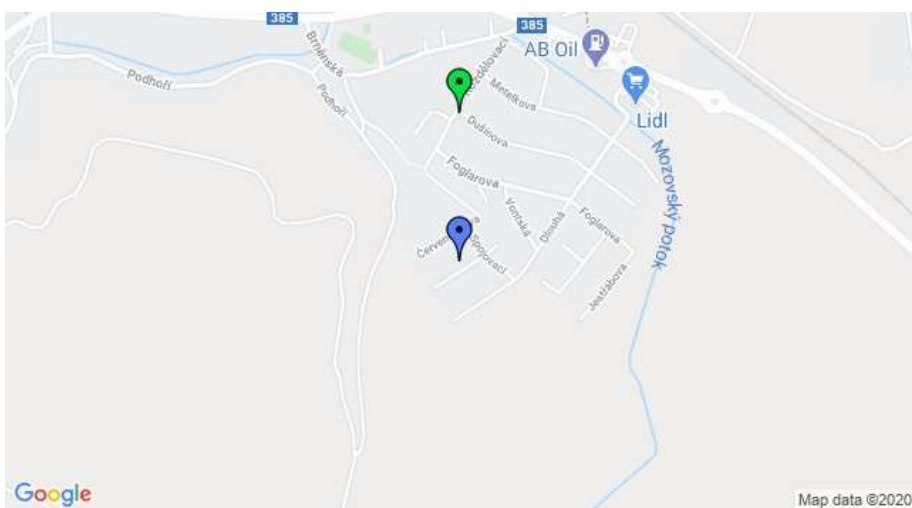 385
385
Brněnská
AB Oil
Podhoří
Podhoří
Metelkova
Lidl
Dušínova
Foglarova
Mozovský potok
Vontská
Foglarova
Dlouhá
Spojovací
Jestřábova
Google
Map data ©2020